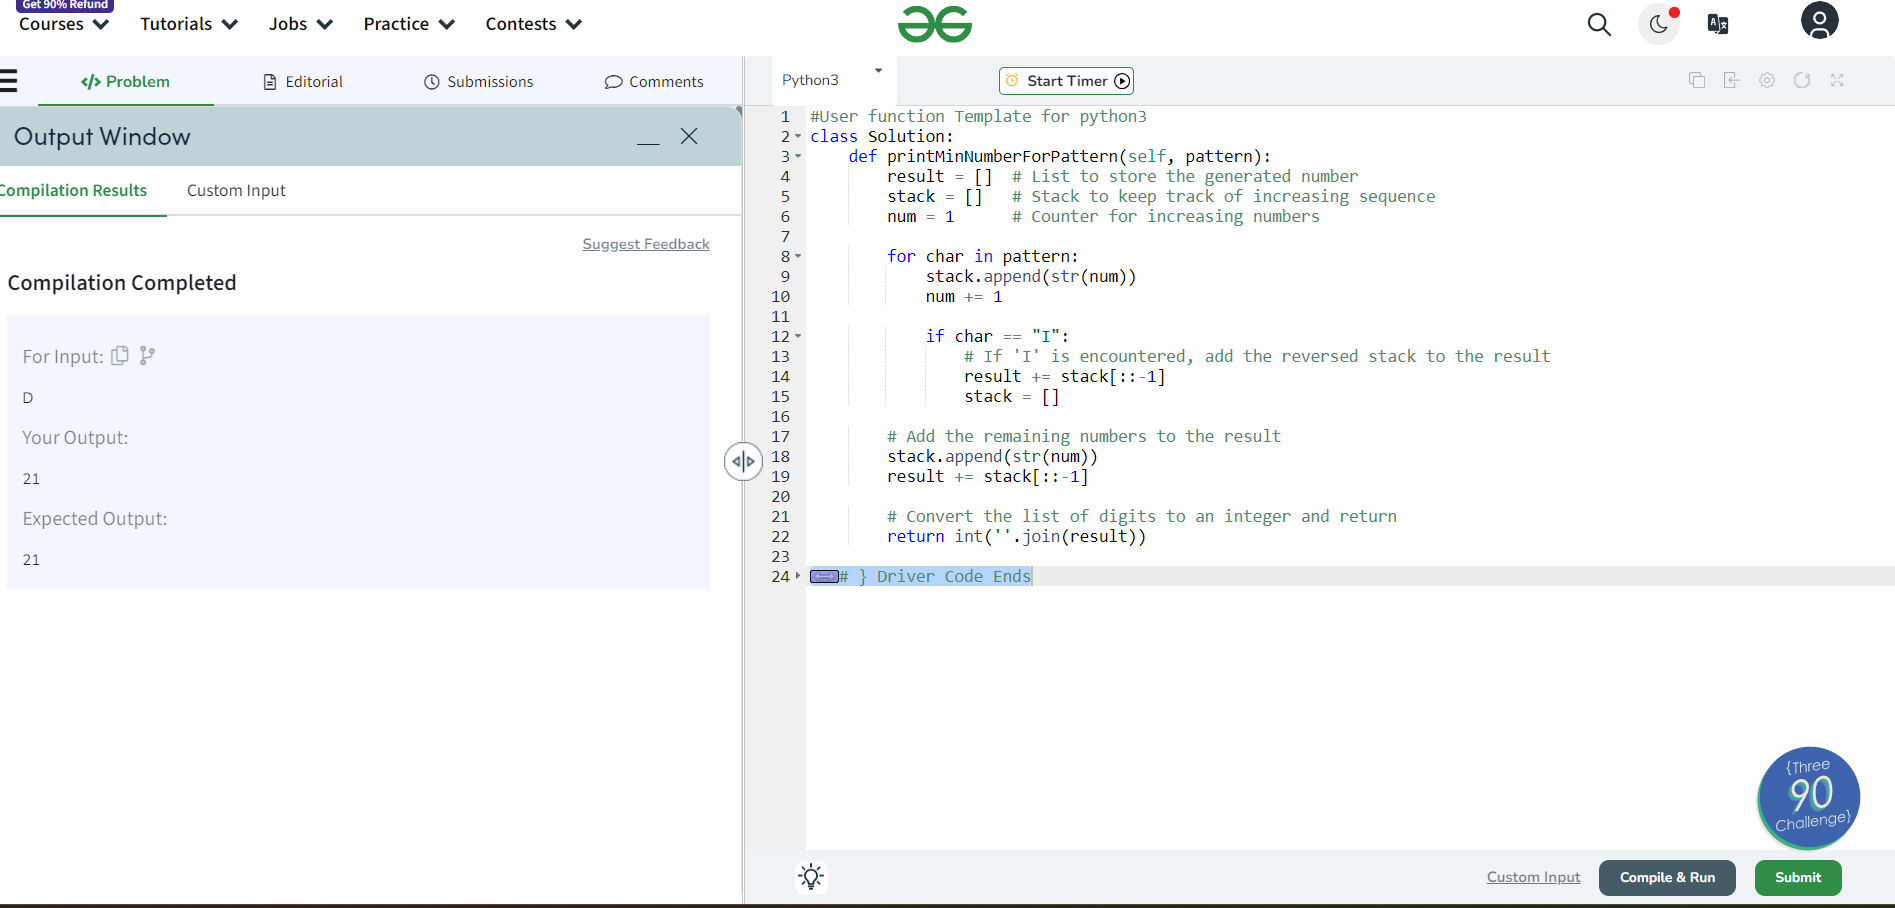 Get 90% Refund
Courses Tutorials Jobs Practice Contests
Problem Editorial Submissions Comments
Output Window
Compilation Results Custom Input
Suggest Feedback
Compilation Completed
For Input:
D
Your Output:
21
Expected Output:
21
Python3 Start Timer
1 #User function Template for python3
2 class Solution:
3 def printMinNumberForPattern(self, pattern):
4 result = [] # List to store the generated number
5 stack = [] # Stack to keep track of increasing sequence
6 num = 1 # Counter for increasing numbers
7
8 for char in pattern:
9 stack.append(str(num))
10 num += 1
11
12 if char == "I":
13 # If 'I' is encountered, add the reversed stack to the result
14 result += stack[::-1]
15 stack = []
16
17 # Add the remaining numbers to the result
18 stack.append(str(num))
19 result += stack[::-1]
20
21 # Convert the list of digits to an integer and return
22 return int(''.join(result))
23
24 # } Driver Code Ends
{Three
90
Challenge}
Custom Input Compile & Run Submit